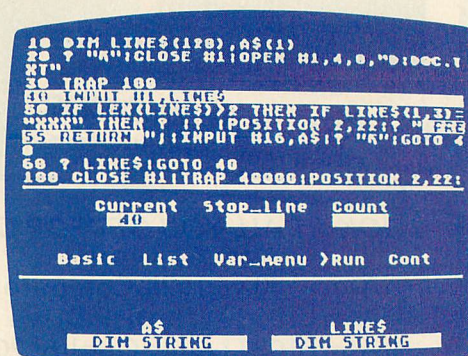 10 DIM LINE$(128),A$(1)
20 ? "K":CLOSE #1:OPEN #1,4,0,"D:DOC.T
XT"
30 TRAP 100
40 INPUT #1,LINE$
50 IF LEN(LINE$)>2 THEN IF LINE$(1,3)=
"XXX" THEN ? :? :POSITION 2,22:? " PRE
SS RETURN ";:INPUT #16,A$:? "K":GOTO 4
0
60 ? LINE$:GOTO 40
100 CLOSE #1:TRAP 40000:POSITION 2,22:
Current Stop_line Count
40
Basic List Var_menu >Run Cont
A$ LINE$
DIM STRING DIM STRING